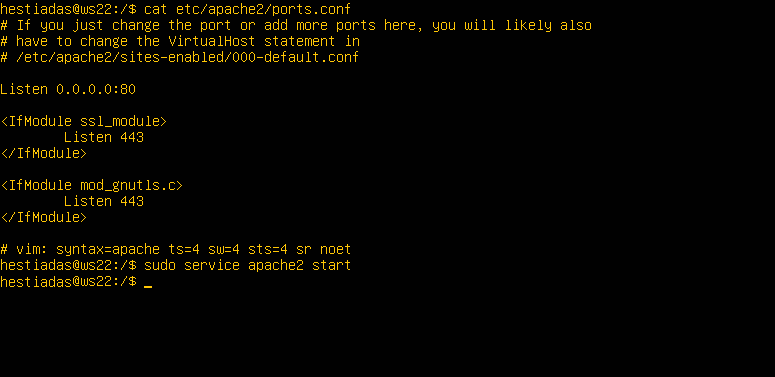 hestiadas@ws22:/$ cat etc/apache2/ports.conf
# If you just change the port or add more ports here, you will likely also
# have to change the VirtualHost statement in
# /etc/apache2/sites-enabled/000-default.conf

Listen 0.0.0.0:80

<IfModule ssl_module>
        Listen 443
</IfModule>

<IfModule mod_gnutls.c>
        Listen 443
</IfModule>

# vim: syntax=apache ts=4 sw=4 sts=4 sr noet
hestiadas@ws22:/$ sudo service apache2 start
hestiadas@ws22:/$ _